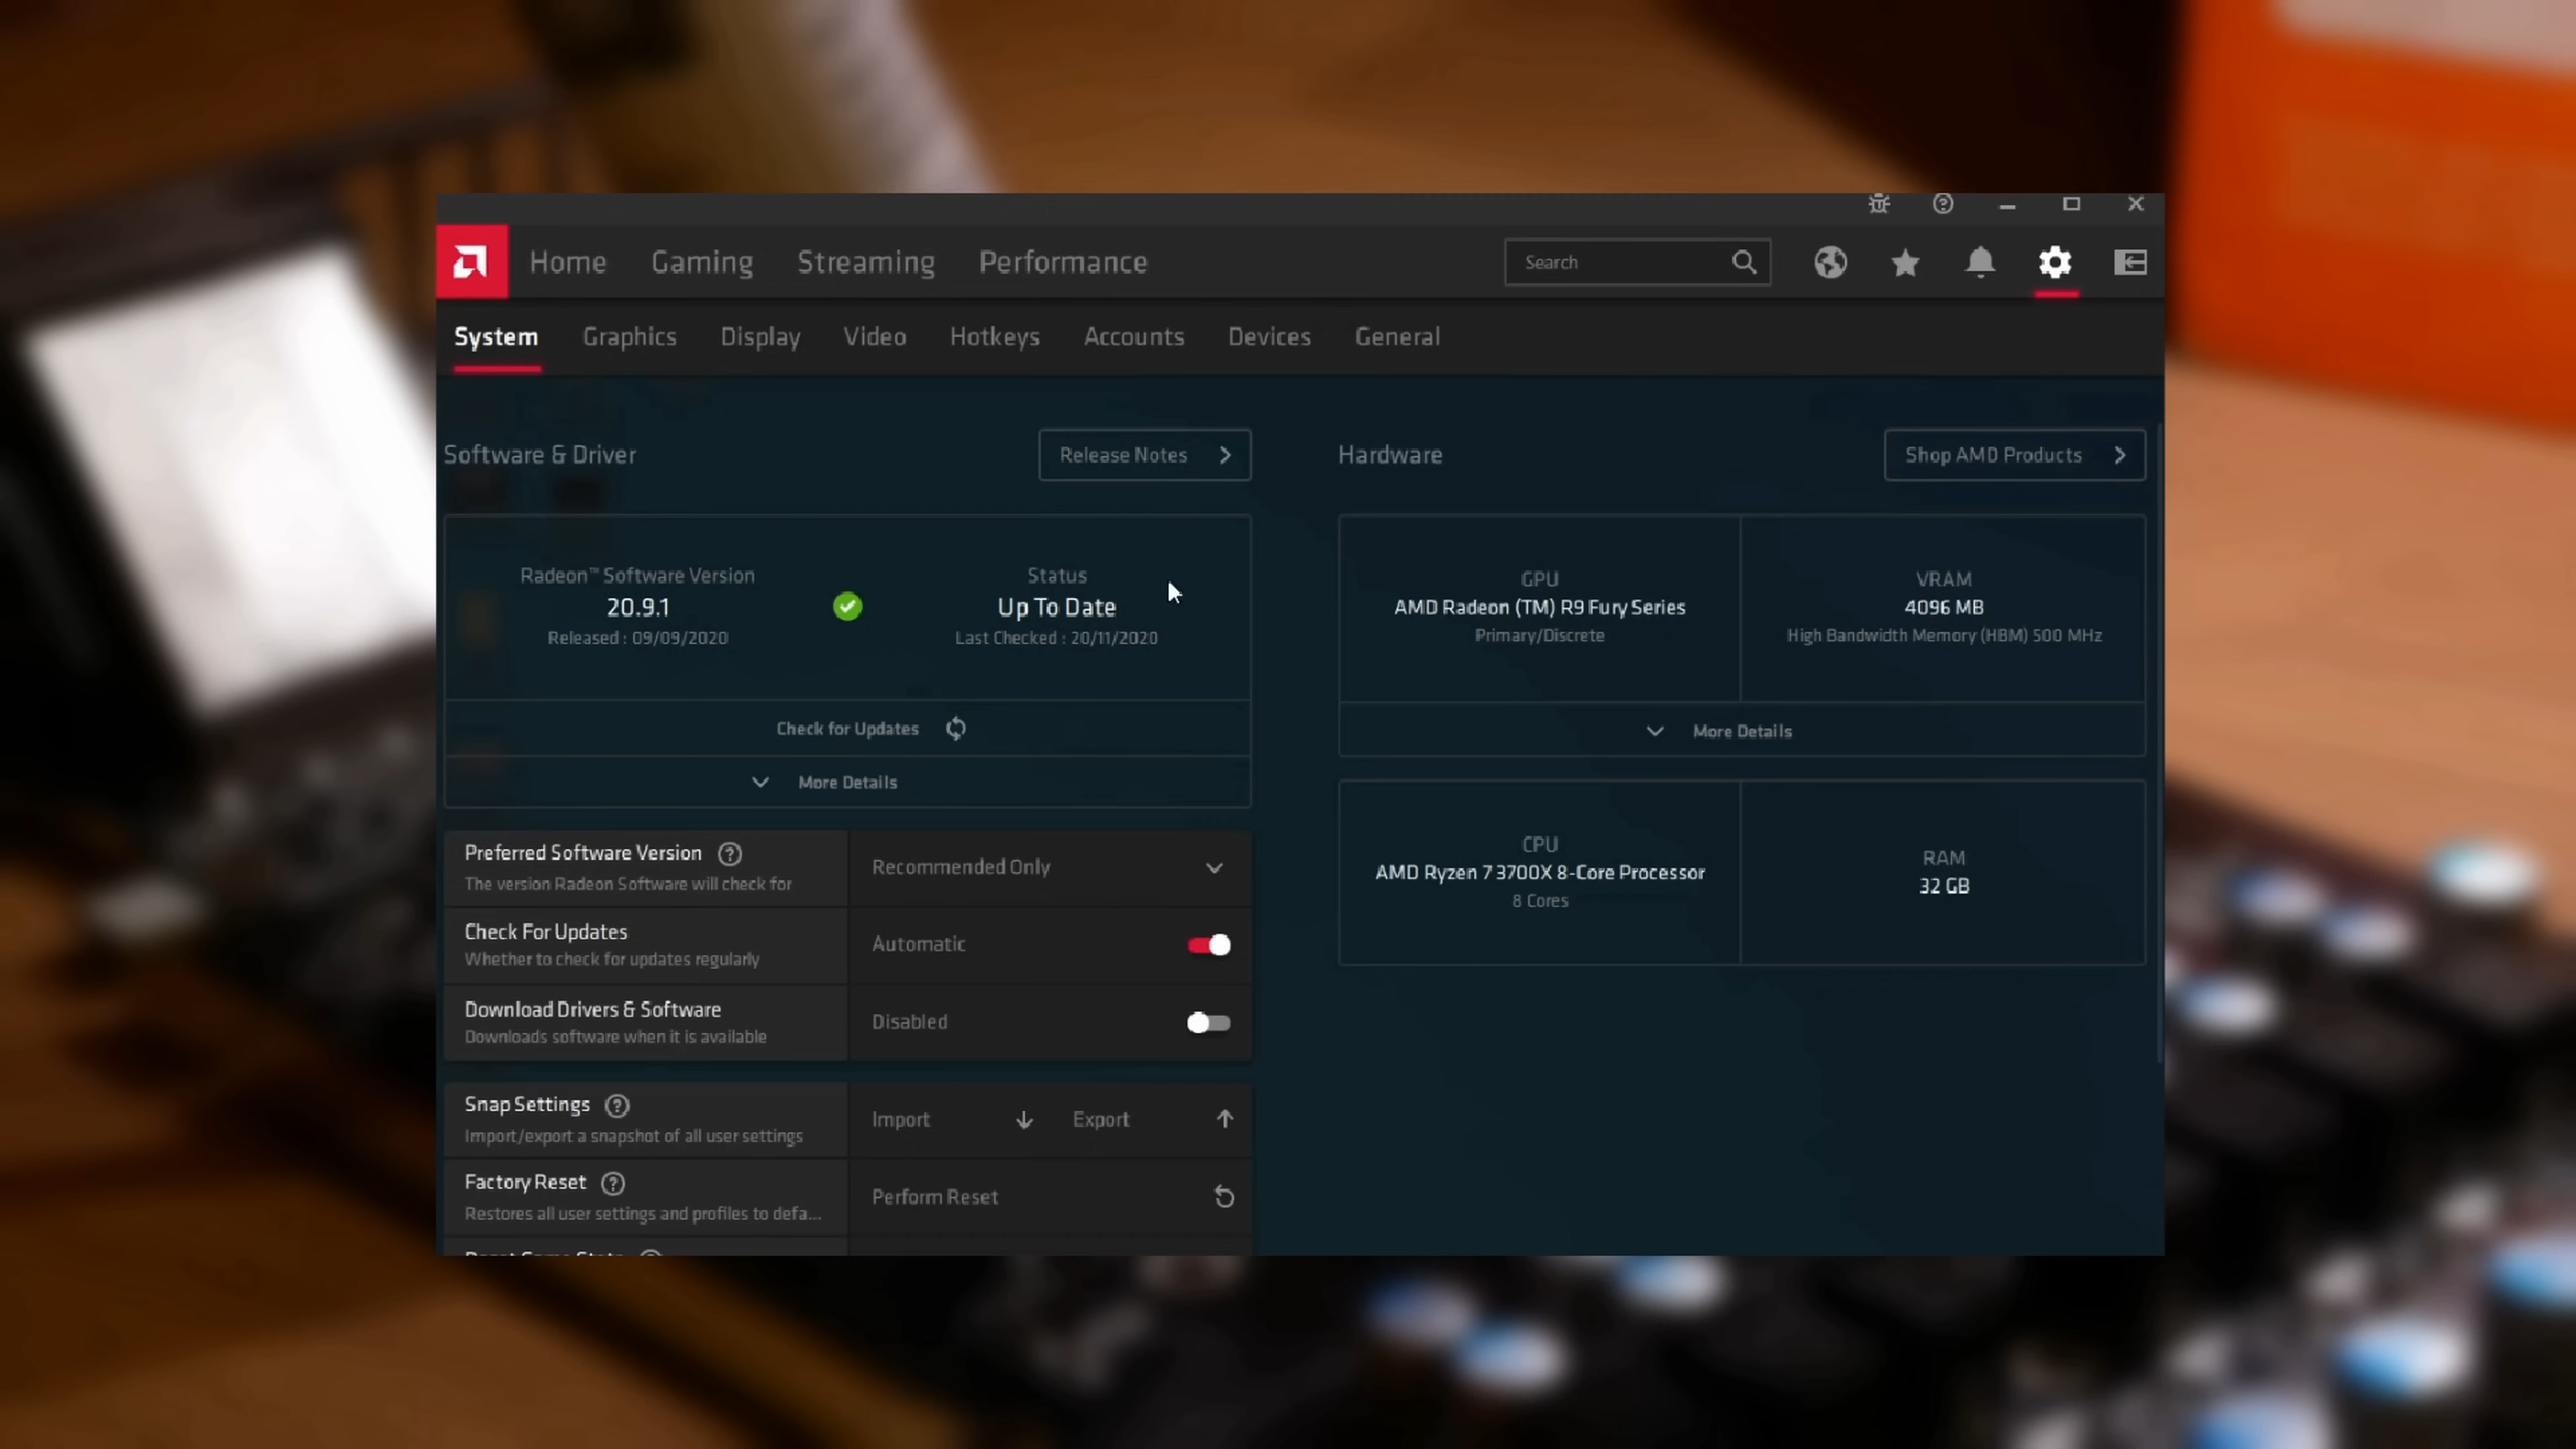 Home Gaming Streaming Performance Search
System Graphics Display Video Hotkeys Accounts Devices General
Software & Driver
Release Notes
Radeon™ Software Version
20.9.1
Released : 09/09/2020
Status
Up To Date
Last Checked : 20/11/2020
Check for Updates
More Details
Preferred Software Version
The version Radeon Software will check for
Recommended Only
Check For Updates
Whether to check for updates regularly
Automatic
Download Drivers & Software
Downloads software when it is available
Disabled
Snap Settings
Import/export a snapshot of all user settings
Import Export
Factory Reset
Restores all user settings and profiles to defa...
Perform Reset
Hardware
Shop AMD Products
GPU
AMD Radeon (TM) R9 Fury Series
Primary/Discrete
VRAM
4096 MB
High Bandwidth Memory (HBM) 500 MHz
More Details
CPU
AMD Ryzen 7 3700X 8-Core Processor
8 Cores
RAM
32 GB